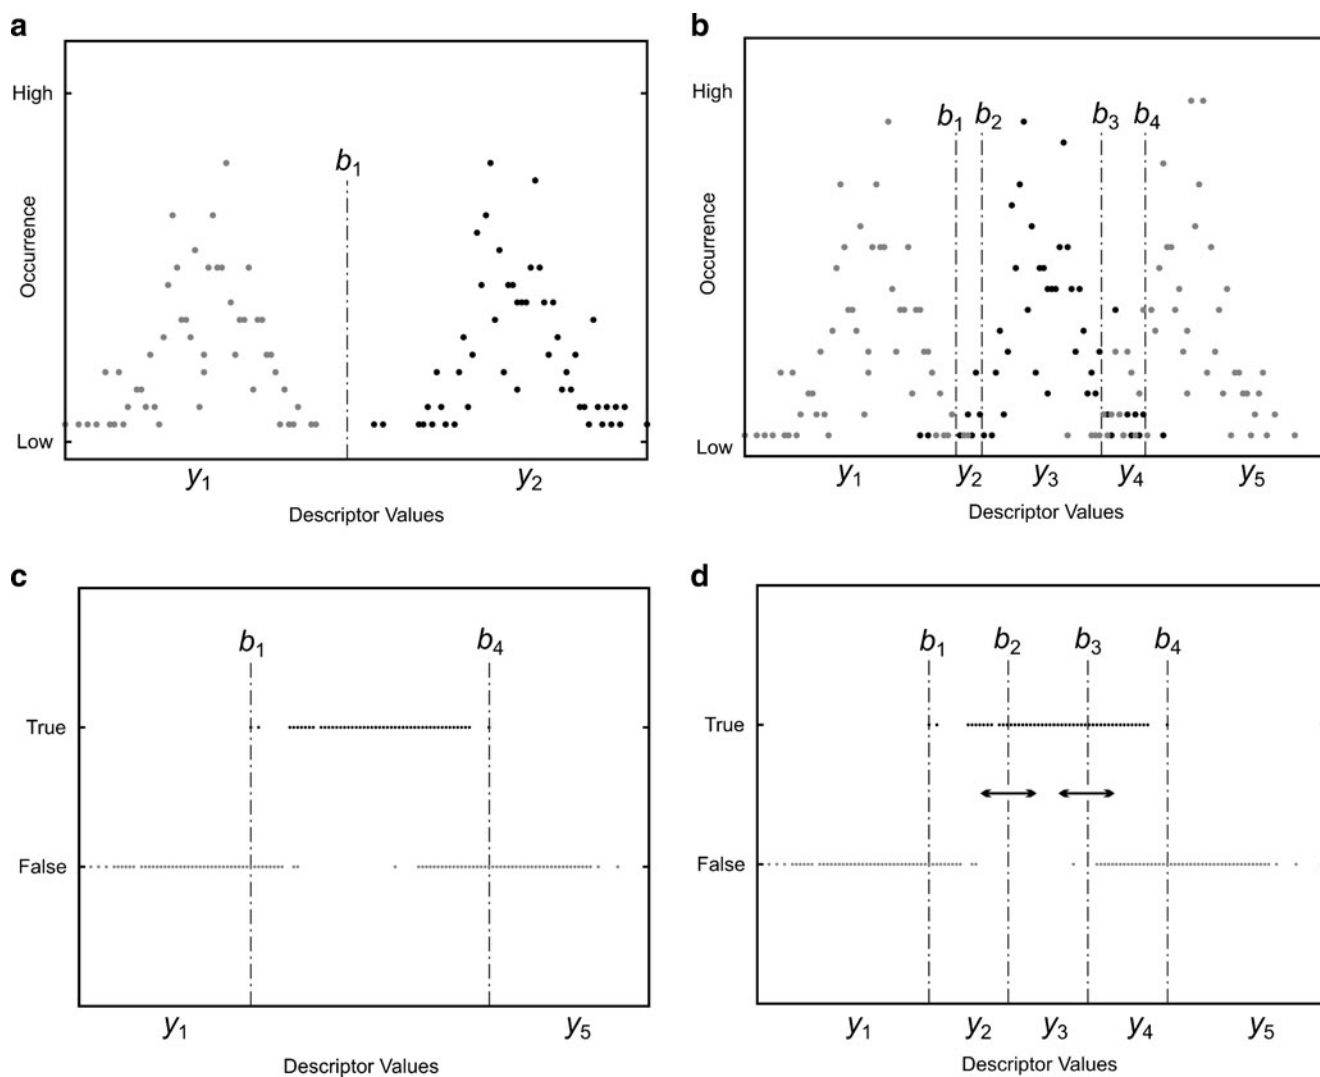 a
High
b₁
Occurrence
Low
y₁ y₂
Descriptor Values
b
High
b₁ b₂ b₃ b₄
Occurrence
Low
y₁ y₂ y₃ y₄ y₅
Descriptor Values
c
b₁ b₄
True
False
y₁ y₅
Descriptor Values
d
b₁ b₂ b₃ b₄
True
False
y₁ y₂ y₃ y₄ y₅
Descriptor Values